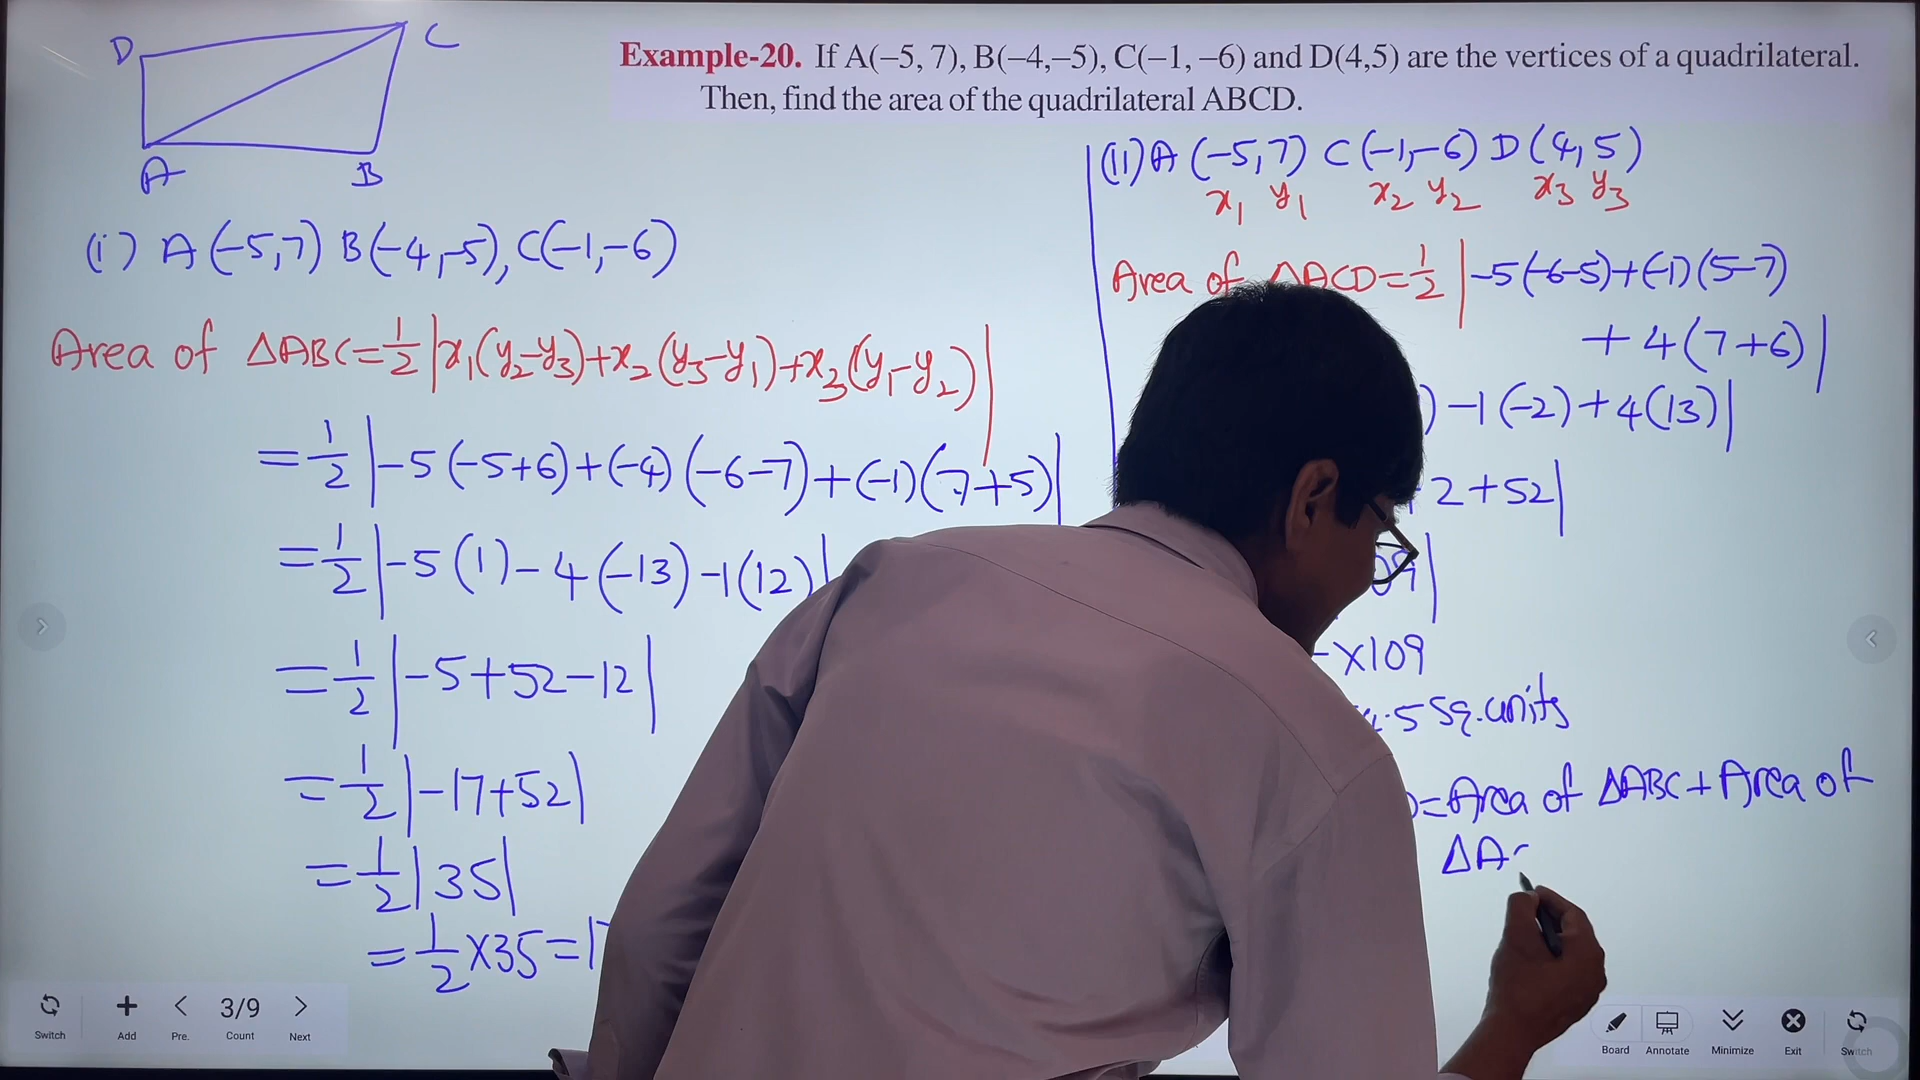 D C
A B
Example-20. If A(−5, 7), B(−4,−5), C(−1, −6) and D(4,5) are the vertices of a quadrilateral.
Then, find the area of the quadrilateral ABCD.
(i) A(-5,7) B(-4,-5), C(-1,-6)
Area of ΔABC=1/2|x₁(y₂-y₃)+x₂(y₃-y₁)+x₃(y₁-y₂)|
=1/2|-5(-5+6)+(-4)(-6-7)+(-1)(7+5)|
=1/2|-5(1)-4(-13)-1(12)|
=1/2|-5+52-12|
=1/2|-17+52|
=1/2|35|
=1/2×35=17
(ii) A(-5,7) C(-1,-6) D(4,5)
x₁ y₁ x₂ y₂ x₃ y₃
Area of ΔACD=1/2|-5(-6-5)+(-1)(5-7)
+4(7+6)|
)-1(-2)+4(13)|
2+52|
09|
×109
.5 Sq.units
=Area of ΔABC+Area of
ΔA
Switch Add Pre. 3/9 Count Next
Board Annotate Minimize Exit Switch